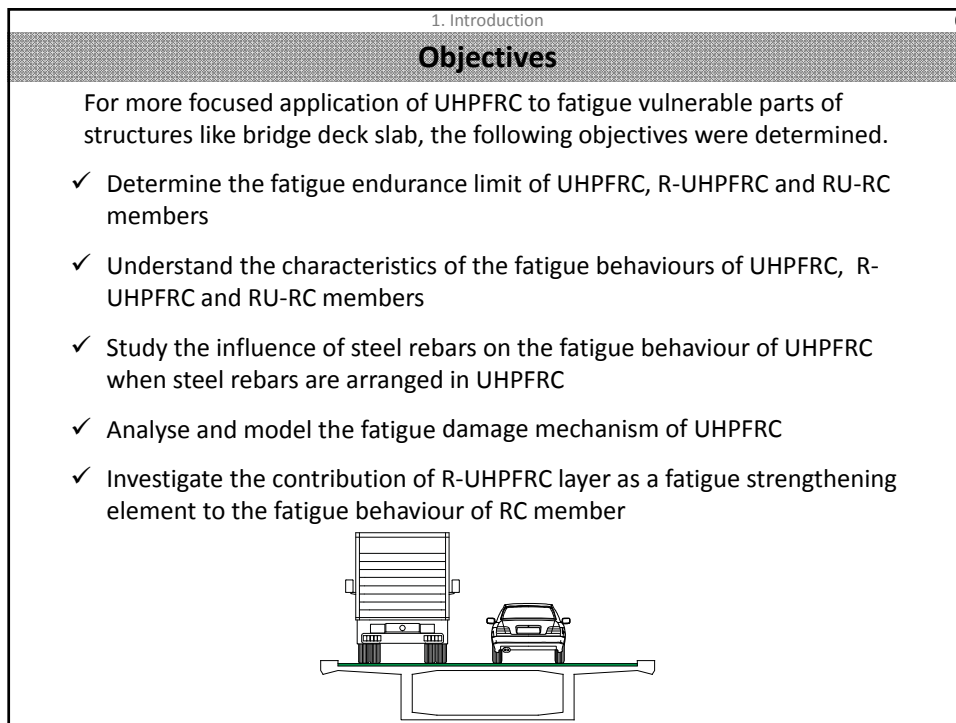 1. Introduction
Objectives
For more focused application of UHPFRC to fatigue vulnerable parts of
structures like bridge deck slab, the following objectives were determined.
✓ Determine the fatigue endurance limit of UHPFRC, R-UHPFRC and RU-RC
members
✓ Understand the characteristics of the fatigue behaviours of UHPFRC, R-
UHPFRC and RU-RC members
✓ Study the influence of steel rebars on the fatigue behaviour of UHPFRC
when steel rebars are arranged in UHPFRC
✓ Analyse and model the fatigue damage mechanism of UHPFRC
✓ Investigate the contribution of R-UHPFRC layer as a fatigue strengthening
element to the fatigue behaviour of RC member